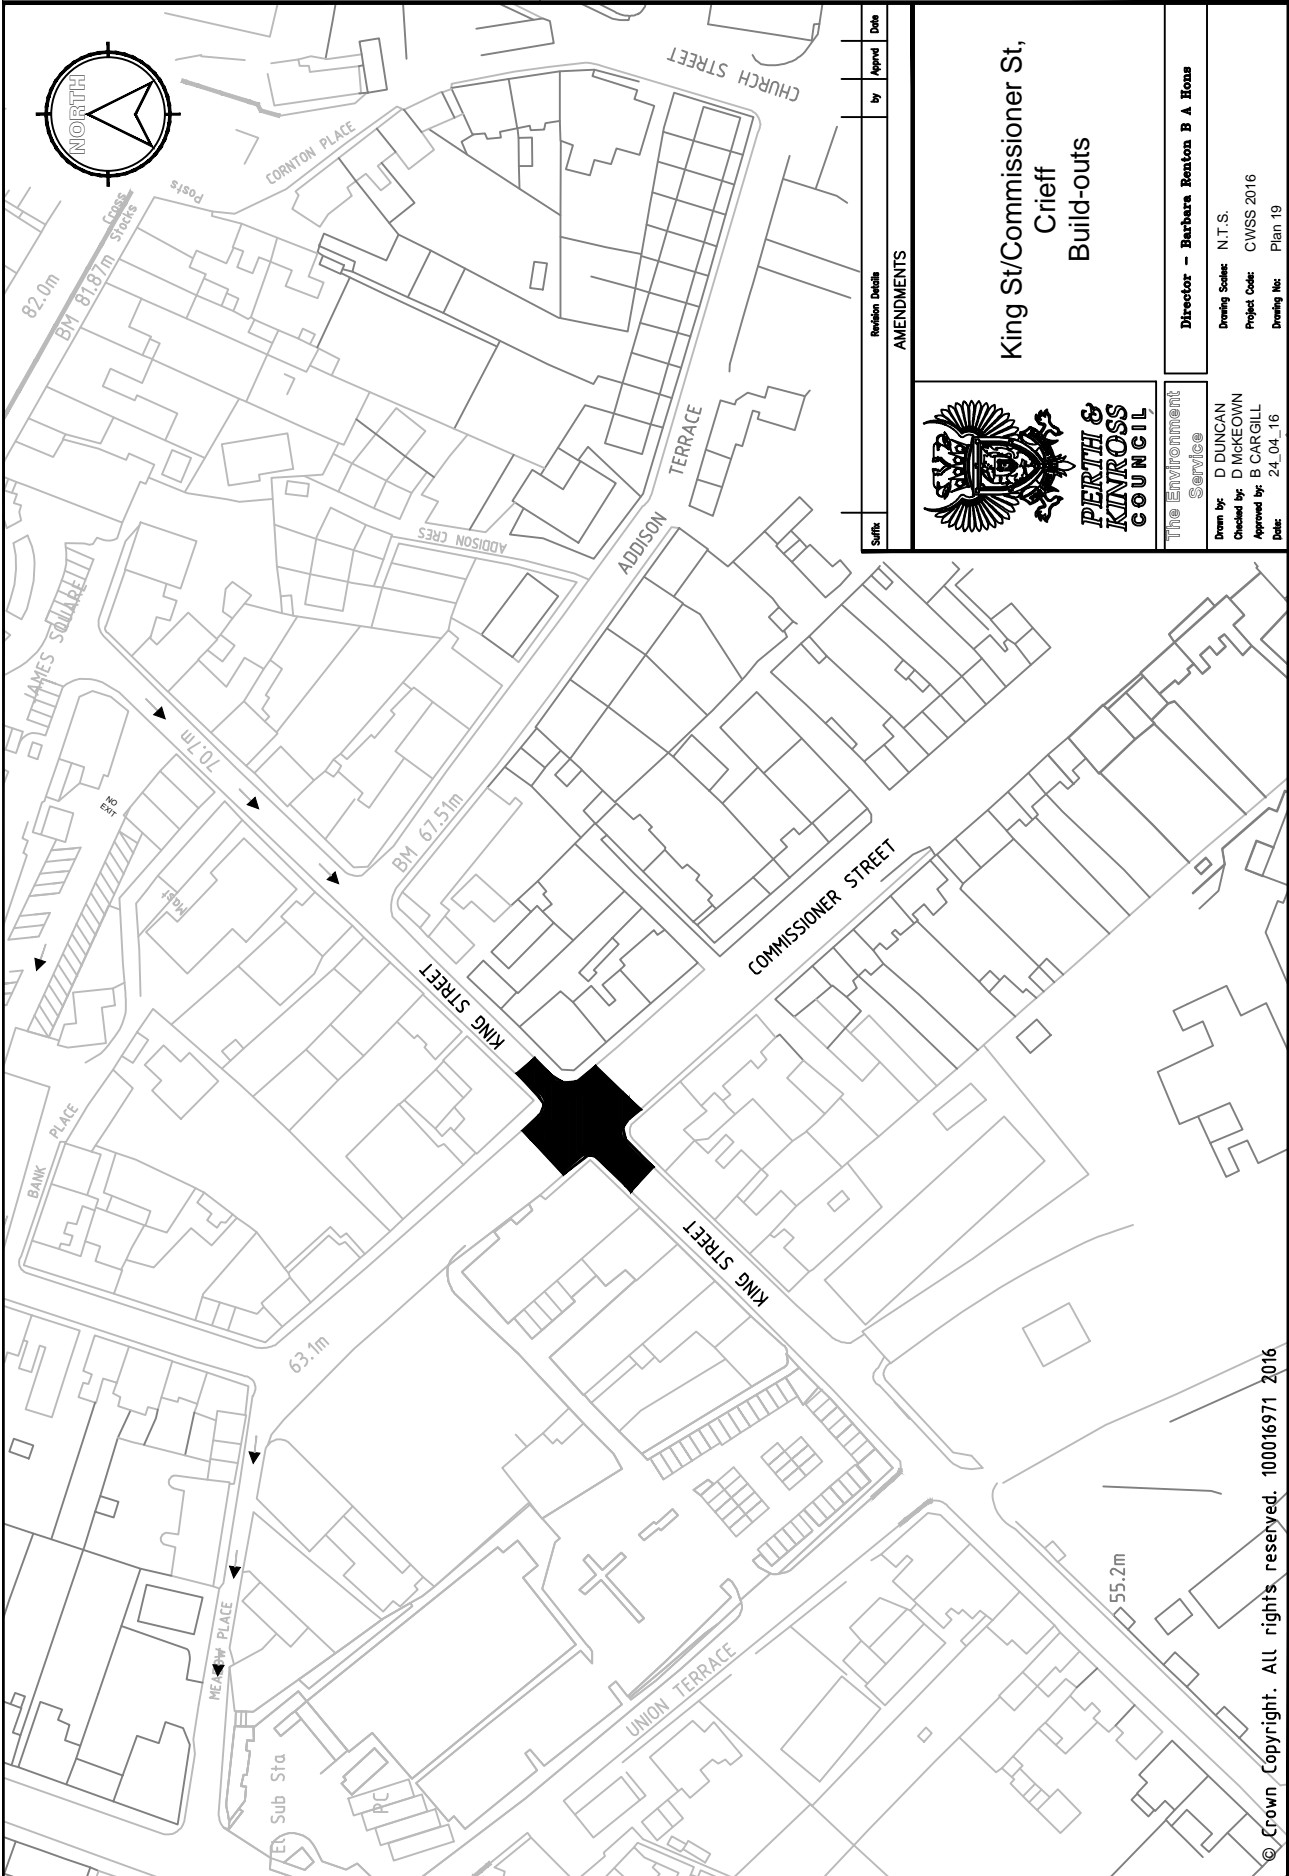 NORTH
82.0m
BM 81.87m
Cross
Stocks
Posts
CORNTON PLACE
CHURCH STREET
JAMES SQUARE
ADDISON CRES
ADDISON TERRACE
70.7m
NO
EXIT
Mast
BM 67.51m
KING STREET
COMMISSIONER STREET
BANK PLACE
KING STREET
63.1m
MEADOW PLACE
UNION TERRACE
El Sub Sta
PC
55.2m
© Crown Copyright. All rights reserved. 100016971 2016
Suffix Revision Details by Apprvd Date
AMENDMENTS
King St/Commissioner St,
Crieff
Build-outs
PERTH &
KINROSS
COUNCIL
The Environment
Service
Director - Barbara Renton B A Hons
Drawn by: D DUNCAN
Checked by: D McKEOWN
Approved by: B CARGILL
Date: 24_04_16
Drawing Scales: N.T.S.
Project Code: CWSS 2016
Drawing No: Plan 19